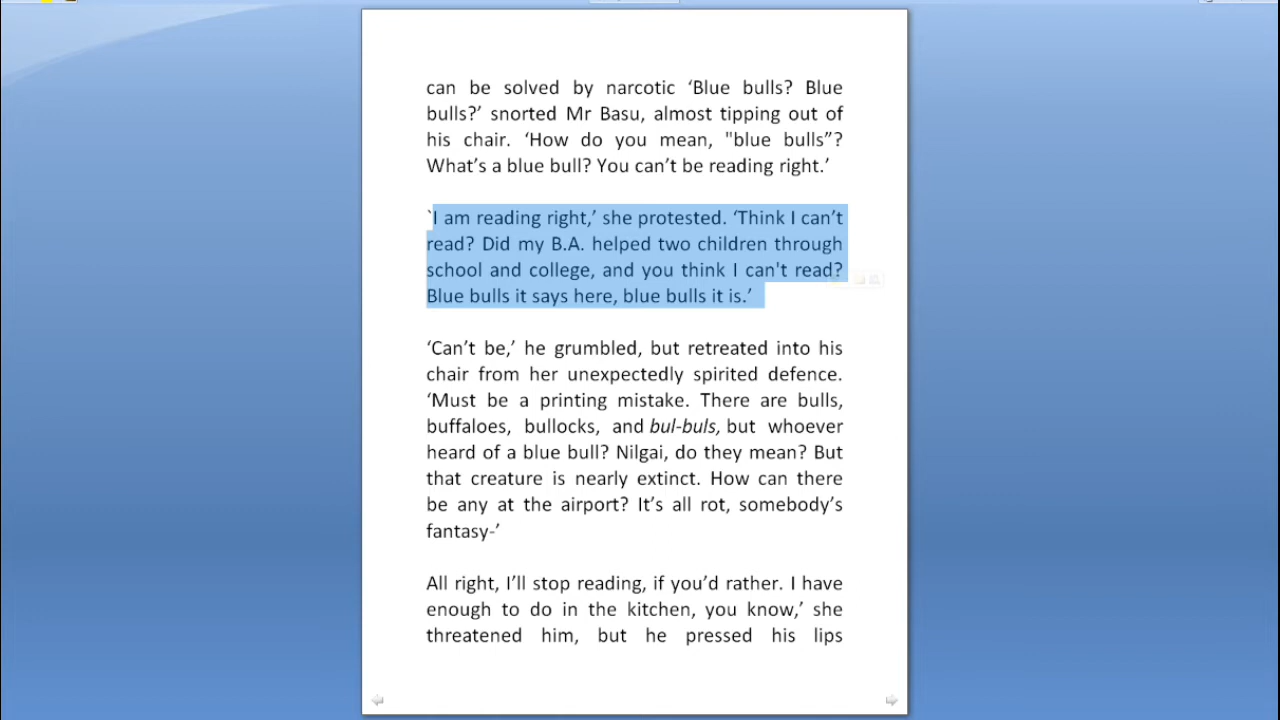 can be solved by narcotic ‘Blue bulls? Blue
bulls?’ snorted Mr Basu, almost tipping out of
his chair. ‘How do you mean, "blue bulls”?
What’s a blue bull? You can’t be reading right.’
`I am reading right,’ she protested. ‘Think I can’t
read? Did my B.A. helped two children through
school and college, and you think I can't read?
Blue bulls it says here, blue bulls it is.’
‘Can’t be,’ he grumbled, but retreated into his
chair from her unexpectedly spirited defence.
‘Must be a printing mistake. There are bulls,
buffaloes, bullocks, and bul-buls, but whoever
heard of a blue bull? Nilgai, do they mean? But
that creature is nearly extinct. How can there
be any at the airport? It’s all rot, somebody’s
fantasy-’
All right, I’ll stop reading, if you’d rather. I have
enough to do in the kitchen, you know,’ she
threatened him, but he pressed his lips